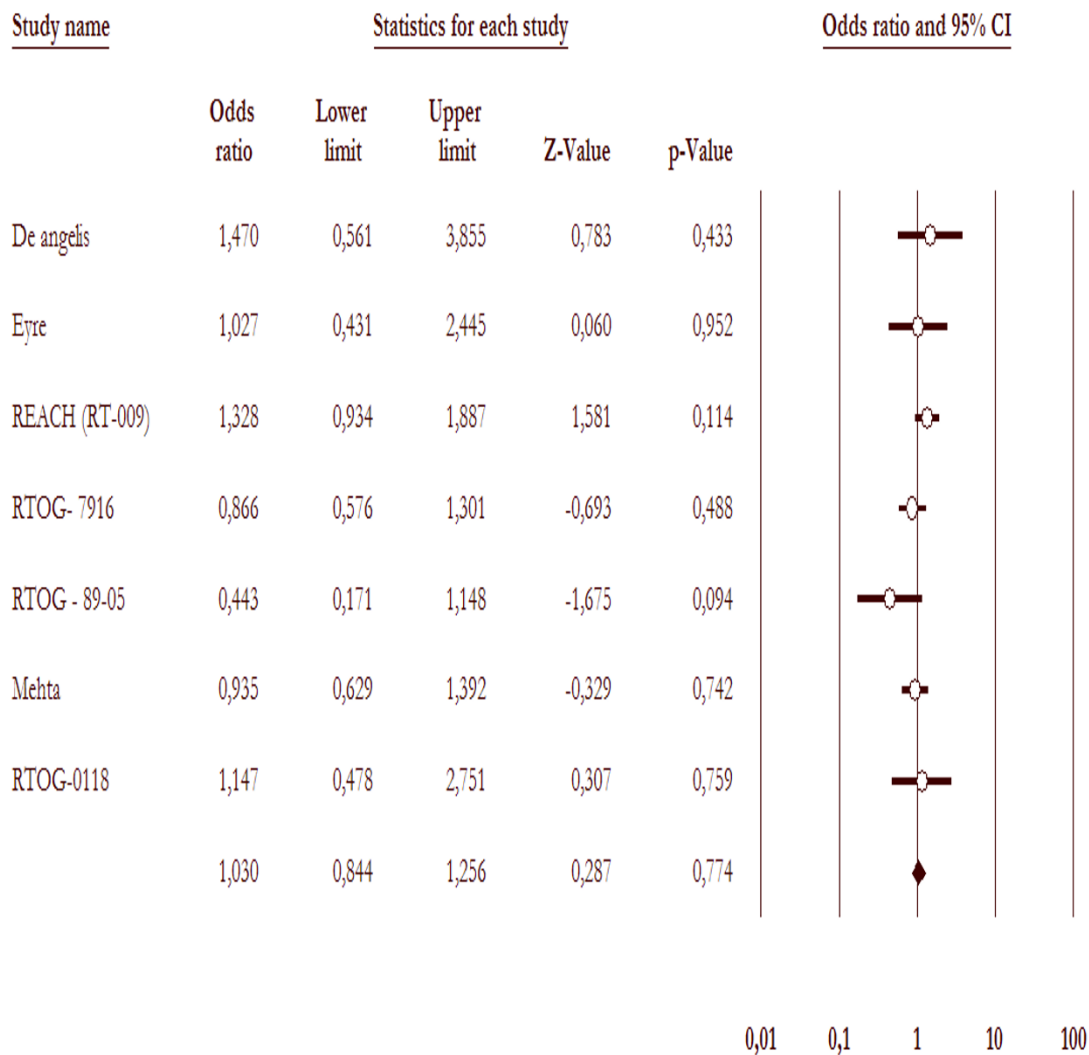 Study name Statistics for each study Odds ratio and 95% CI
Odds ratio Lower limit Upper limit Z-Value p-Value
De angelis 1,470 0,561 3,855 0,783 0,433
Eyre 1,027 0,431 2,445 0,060 0,952
REACH (RT-009) 1,328 0,934 1,887 1,581 0,114
RTOG- 7916 0,866 0,576 1,301 -0,693 0,488
RTOG - 89-05 0,443 0,171 1,148 -1,675 0,094
Mehta 0,935 0,629 1,392 -0,329 0,742
RTOG-0118 1,147 0,478 2,751 0,307 0,759
1,030 0,844 1,256 0,287 0,774
0,01 0,1 1 10 100